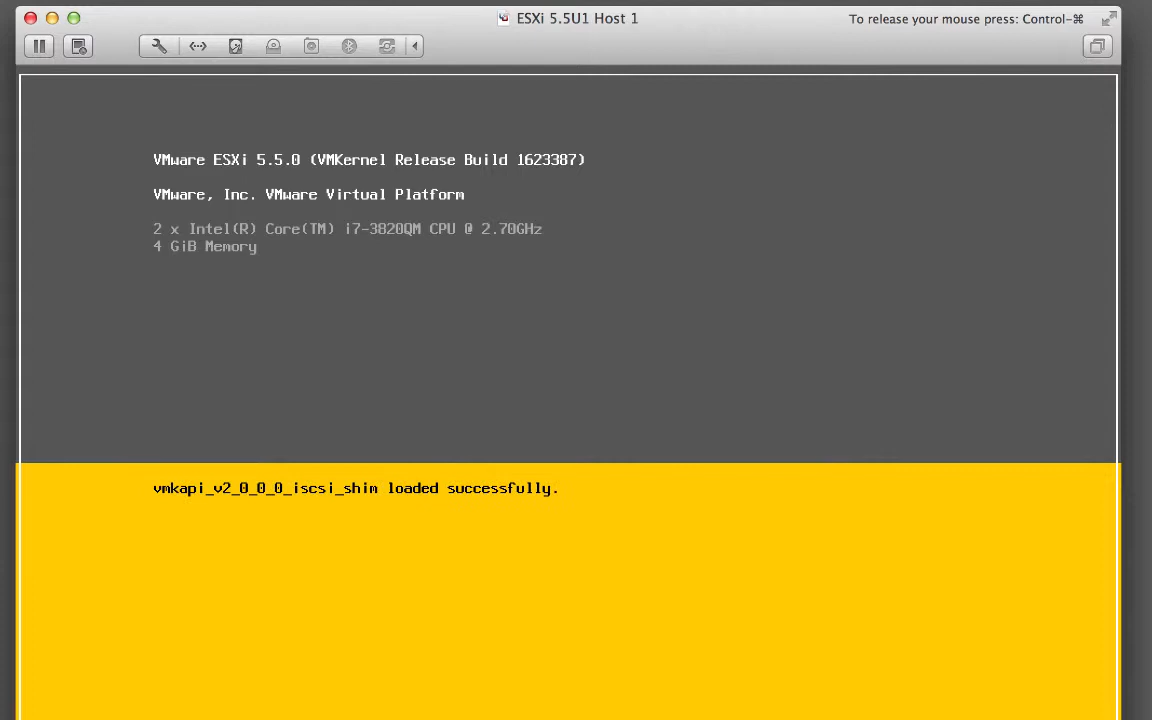 ESXi 5.5U1 Host 1
To release your mouse press: Control-⌘
VMware ESXi 5.5.0 (VMKernel Release Build 1623387)
VMware, Inc. VMware Virtual Platform
2 x Intel(R) Core(TM) i7-3820QM CPU @ 2.70GHz
4 GiB Memory
vmkapi_v2_0_0_0_iscsi_shim loaded successfully.